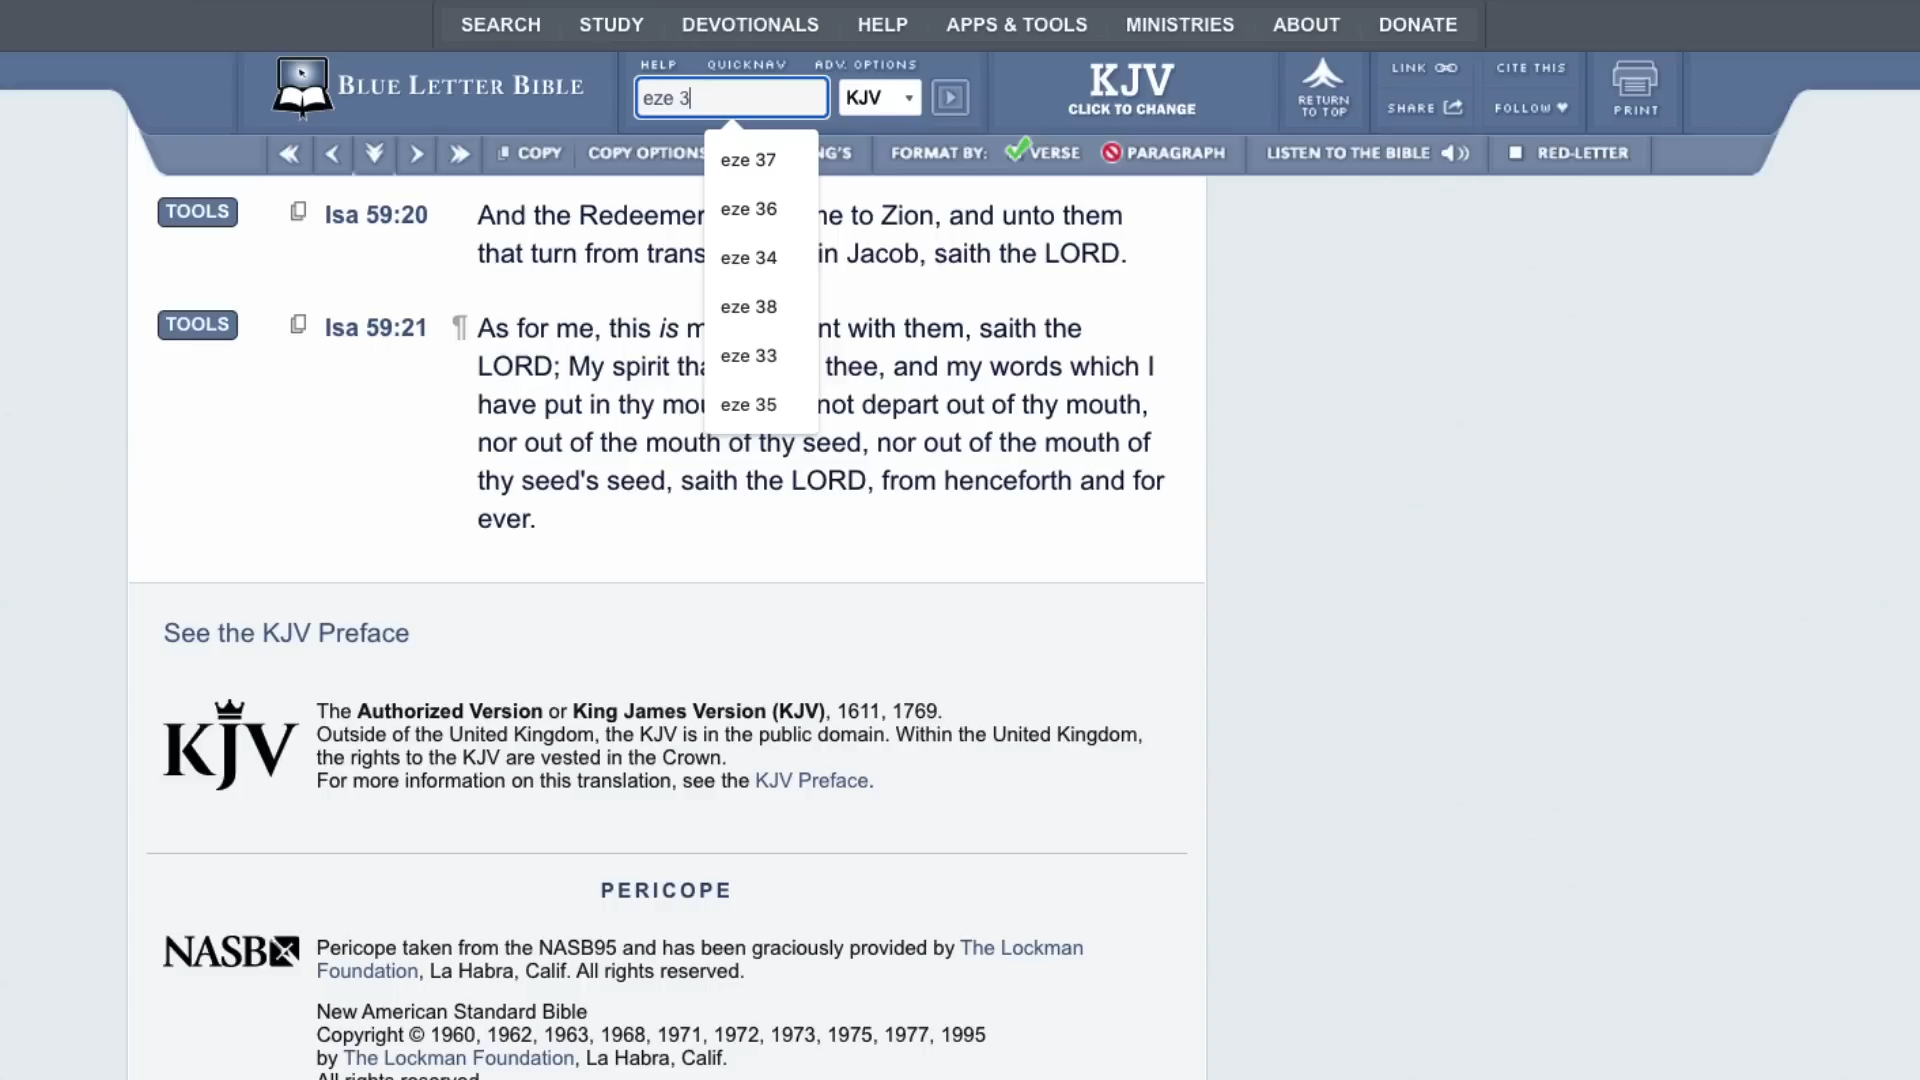 SEARCH STUDY DEVOTIONALS HELP APPS & TOOLS MINISTRIES ABOUT DONATE
BLUE LETTER BIBLE
HELP QUICKNAV ADV. OPTIONS
eze 3
KJV
KJV
CLICK TO CHANGE
RETURN
TO TOP
LINK
SHARE
CITE THIS
FOLLOW
PRINT
COPY COPY OPTIONS NG'S FORMAT BY: VERSE PARAGRAPH LISTEN TO THE BIBLE RED-LETTER
eze 37
eze 36
eze 34
eze 38
eze 33
eze 35
TOOLS Isa 59:20 And the Redeemer to Zion, and unto them
that turn from in Jacob, saith the LORD.
TOOLS Isa 59:21 ¶ As for me, this is with them, saith the
LORD; My spirit thee, and my words which I
have put in thy not depart out of thy mouth,
nor out of the mouth of thy seed, nor out of the mouth of
thy seed's seed, saith the LORD, from henceforth and for
ever.
See the KJV Preface
KJV
The Authorized Version or King James Version (KJV), 1611, 1769.
Outside of the United Kingdom, the KJV is in the public domain. Within the United Kingdom,
the rights to the KJV are vested in the Crown.
For more information on this translation, see the KJV Preface.
PERICOPE
NASB
Pericope taken from the NASB95 and has been graciously provided by The Lockman
Foundation, La Habra, Calif. All rights reserved.
New American Standard Bible
Copyright © 1960, 1962, 1963, 1968, 1971, 1972, 1973, 1975, 1977, 1995
by The Lockman Foundation, La Habra, Calif.
All rights reserved